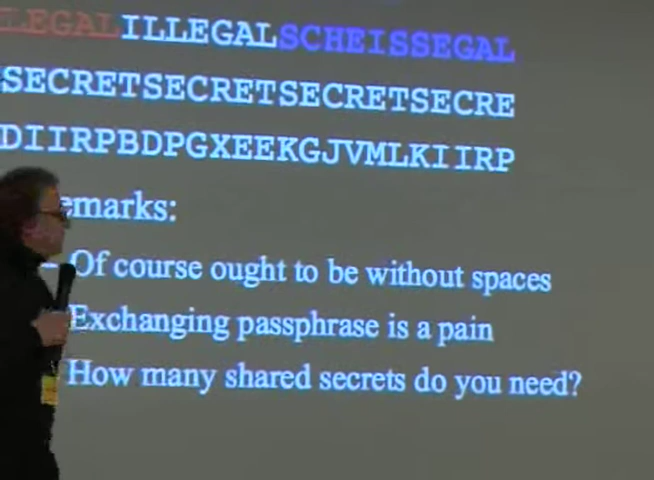 LEGALILLEGALSCHEISSEGAL
SECRETSECRETSECRETSECRE
DIIRPBDPGXEEKGJVMLKIIRP
emarks:
– Of course ought to be without spaces
Exchanging passphrase is a pain
How many shared secrets do you need?